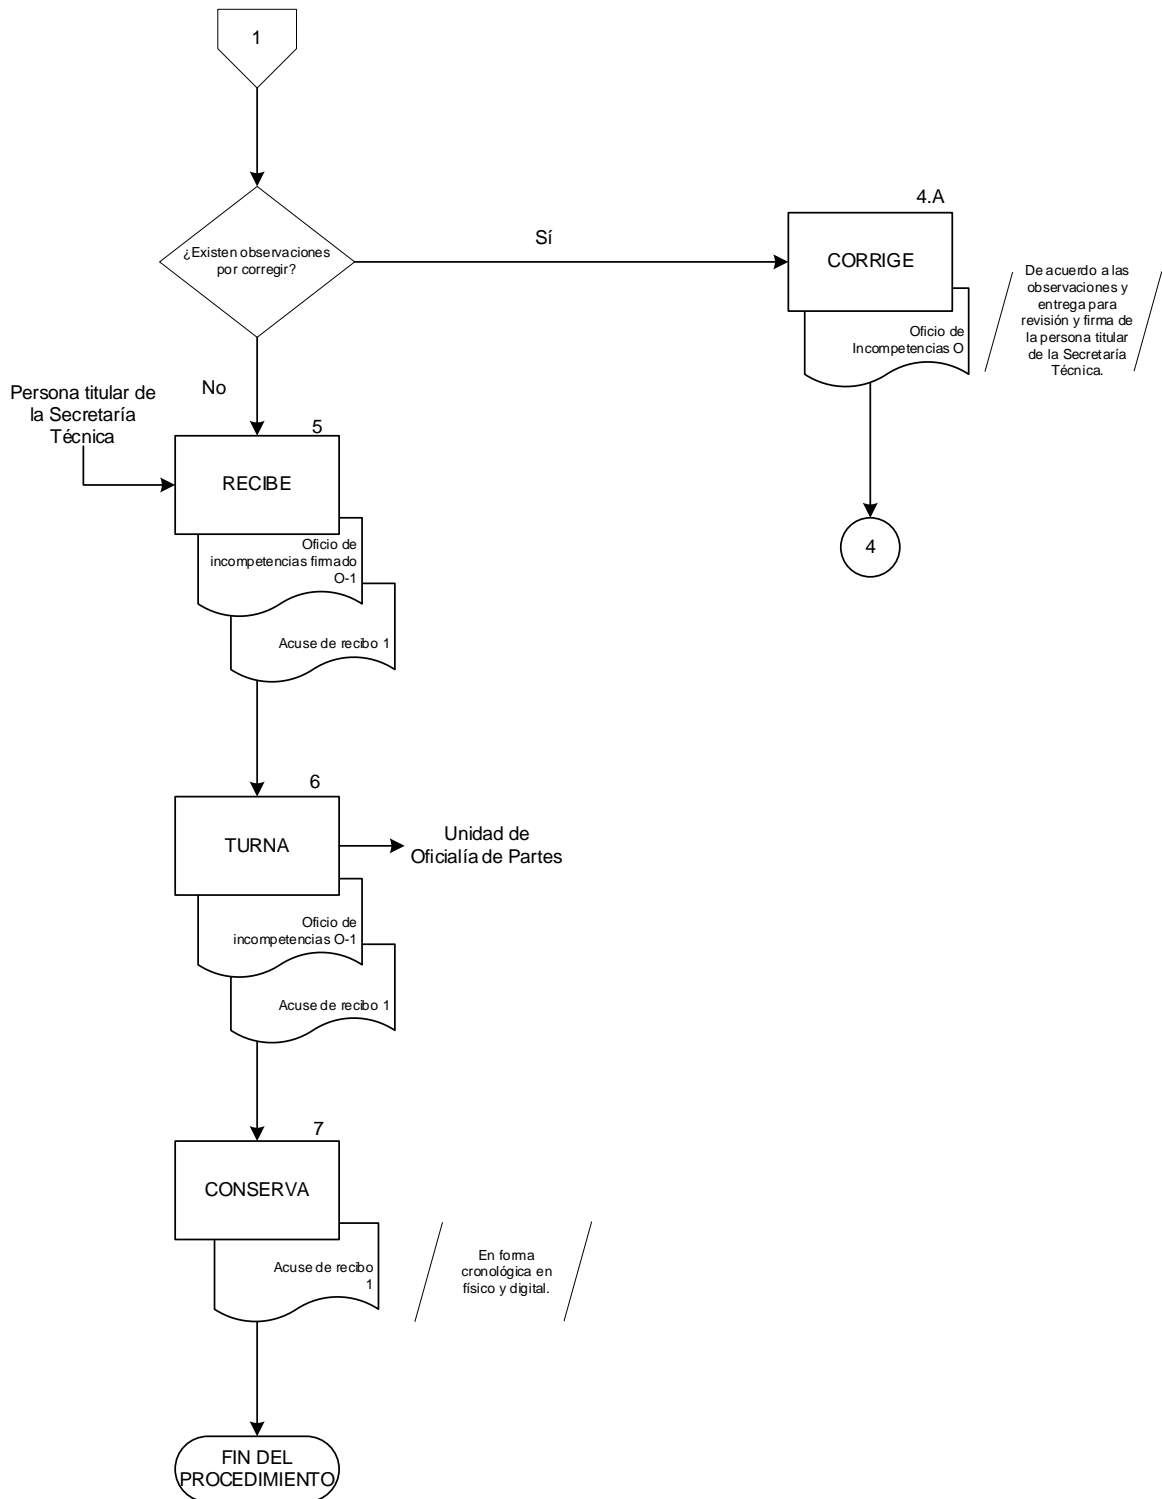 1
¿Existen observaciones
por corregir?
Sí
4.A
CORRIGE
Oficio de
Incompetencias O
De acuerdo a las
observaciones y
entrega para
revisión y firma de
la persona titular
de la Secretaría
Técnica.
4
No
Persona titular de
la Secretaría
Técnica
5
RECIBE
Oficio de
incompetencias firmado
O-1
Acuse de recibo 1
6
TURNA
Unidad de
Oficialía de Partes
Oficio de
incompetencias O-1
Acuse de recibo 1
7
CONSERVA
Acuse de recibo
1
En forma
cronológica en
físico y digital.
FIN DEL
PROCEDIMIENTO